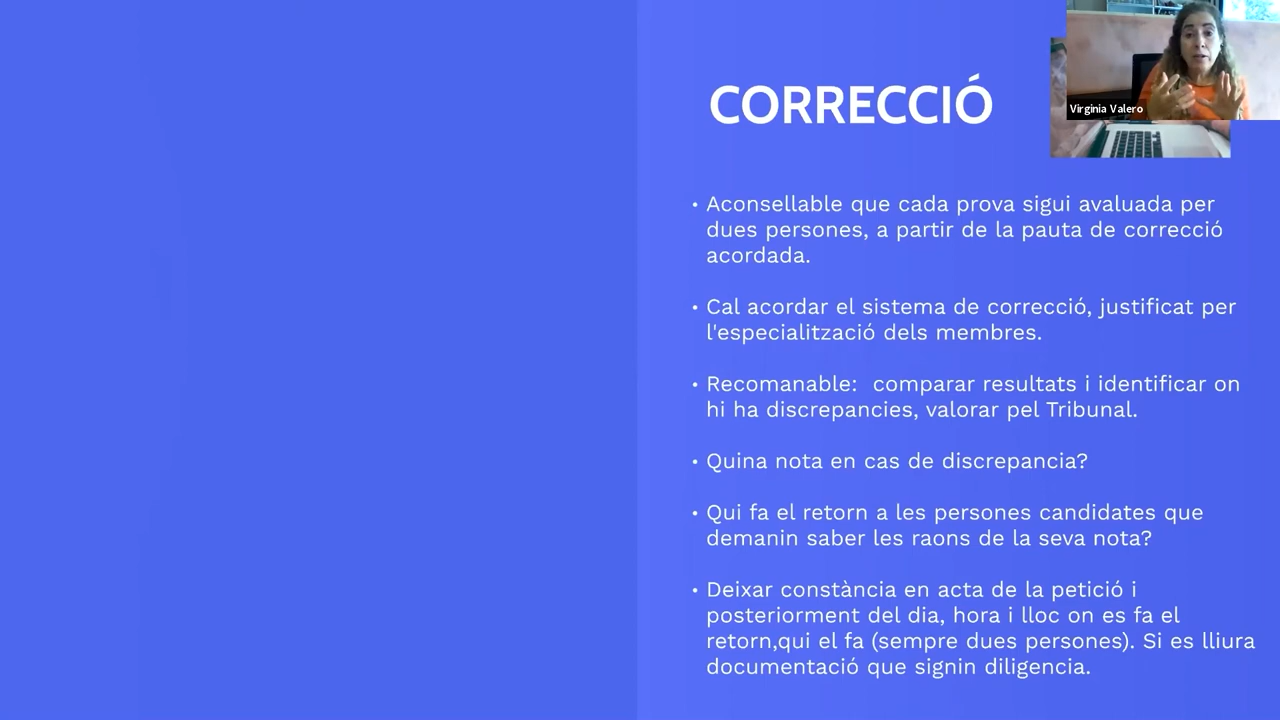 CORRECCIÓ
Virginia Valero
• Aconsellable que cada prova sigui avaluada per
dues persones, a partir de la pauta de correcció
acordada.
• Cal acordar el sistema de correcció, justificat per
l'especialització dels membres.
• Recomanable:  comparar resultats i identificar on
hi ha discrepancies, valorar pel Tribunal.
• Quina nota en cas de discrepancia?
• Qui fa el retorn a les persones candidates que
demanin saber les raons de la seva nota?
• Deixar constància en acta de la petició i
posteriorment del dia, hora i lloc on es fa el
retorn,qui el fa (sempre dues persones). Si es lliura
documentació que signin diligencia.